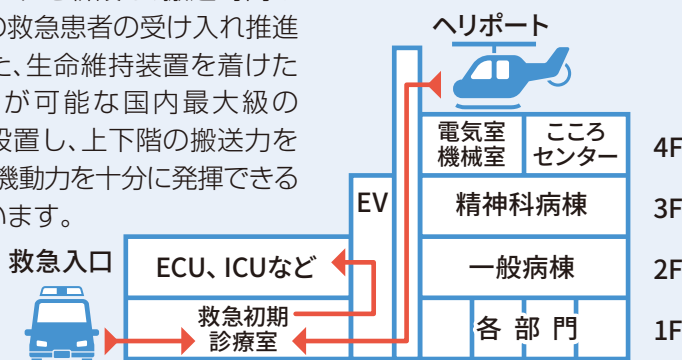 の救急患者の受け入れ推進
た、生命維持装置を着けた
が可能な国内最大級の
設置し、上下階の搬送力を
機動力を十分に発揮できる
います。
ヘリポート
電気室
機械室
こころ
センター
4F
EV
精神科病棟
3F
救急入口
ECU、ICUなど
一般病棟
2F
救急初期
診療室
各部門
1F